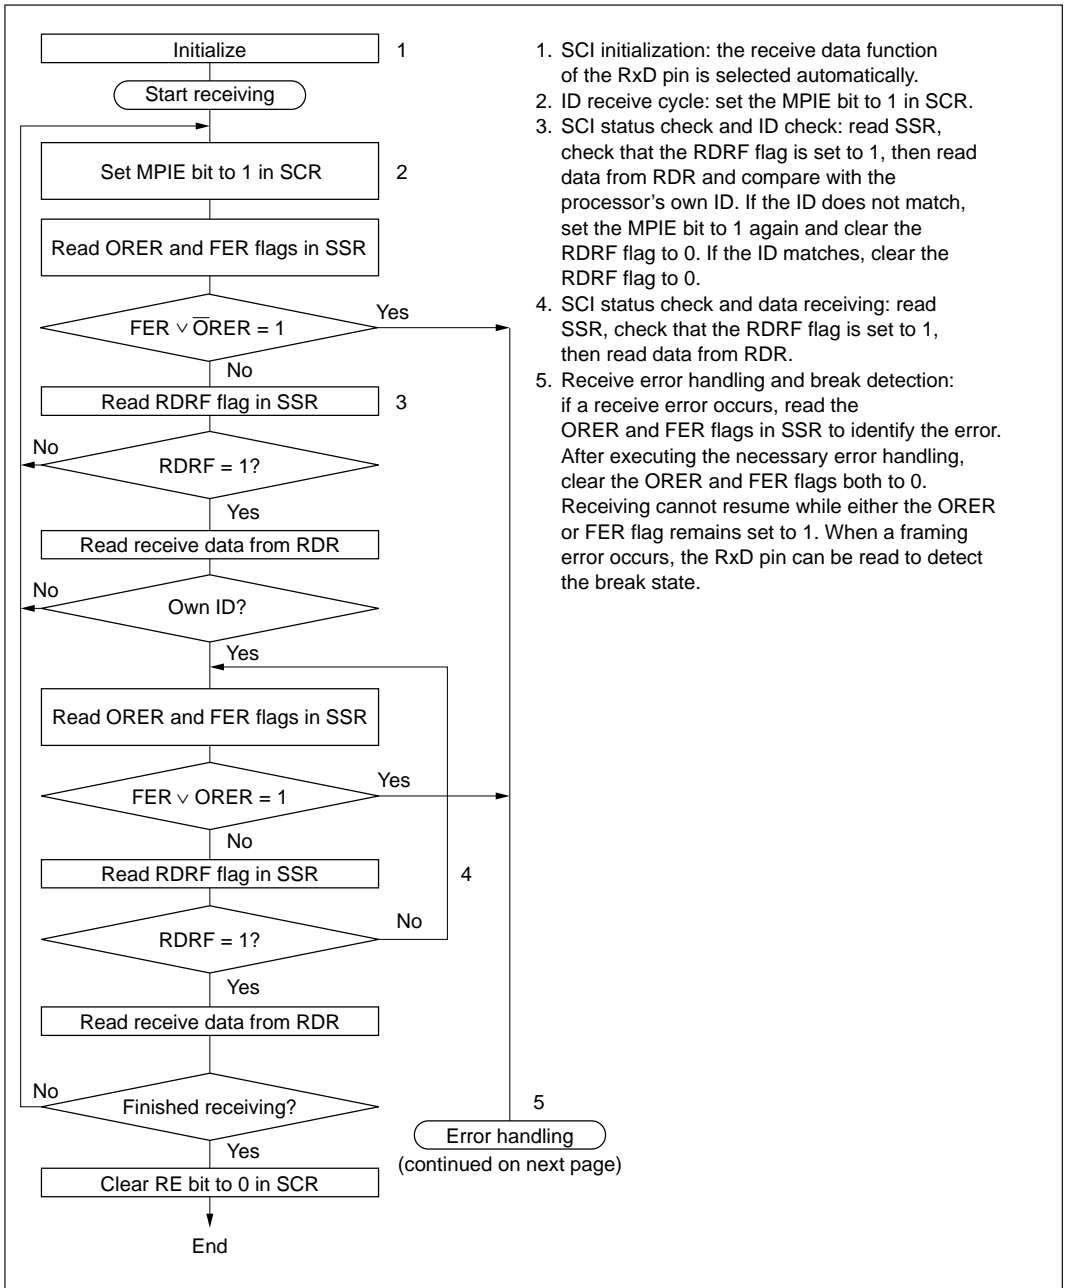 Initialize
1
Start receiving
Set MPIE bit to 1 in SCR
2
Read ORER and FER flags in SSR
FER ∨ O̅RER = 1
Yes
No
Read RDRF flag in SSR
3
No
RDRF = 1?
Yes
Read receive data from RDR
No
Own ID?
Yes
Read ORER and FER flags in SSR
Yes
FER ∨ ORER = 1
No
Read RDRF flag in SSR
4
No
RDRF = 1?
Yes
Read receive data from RDR
No
Finished receiving?
Yes
Clear RE bit to 0 in SCR
End
5
Error handling
(continued on next page)
1. SCI initialization: the receive data function
of the RxD pin is selected automatically.
2. ID receive cycle: set the MPIE bit to 1 in SCR.
3. SCI status check and ID check: read SSR,
check that the RDRF flag is set to 1, then read
data from RDR and compare with the
processor's own ID. If the ID does not match,
set the MPIE bit to 1 again and clear the
RDRF flag to 0. If the ID matches, clear the
RDRF flag to 0.
4. SCI status check and data receiving: read
SSR, check that the RDRF flag is set to 1,
then read data from RDR.
5. Receive error handling and break detection:
if a receive error occurs, read the
ORER and FER flags in SSR to identify the error.
After executing the necessary error handling,
clear the ORER and FER flags both to 0.
Receiving cannot resume while either the ORER
or FER flag remains set to 1. When a framing
error occurs, the RxD pin can be read to detect
the break state.